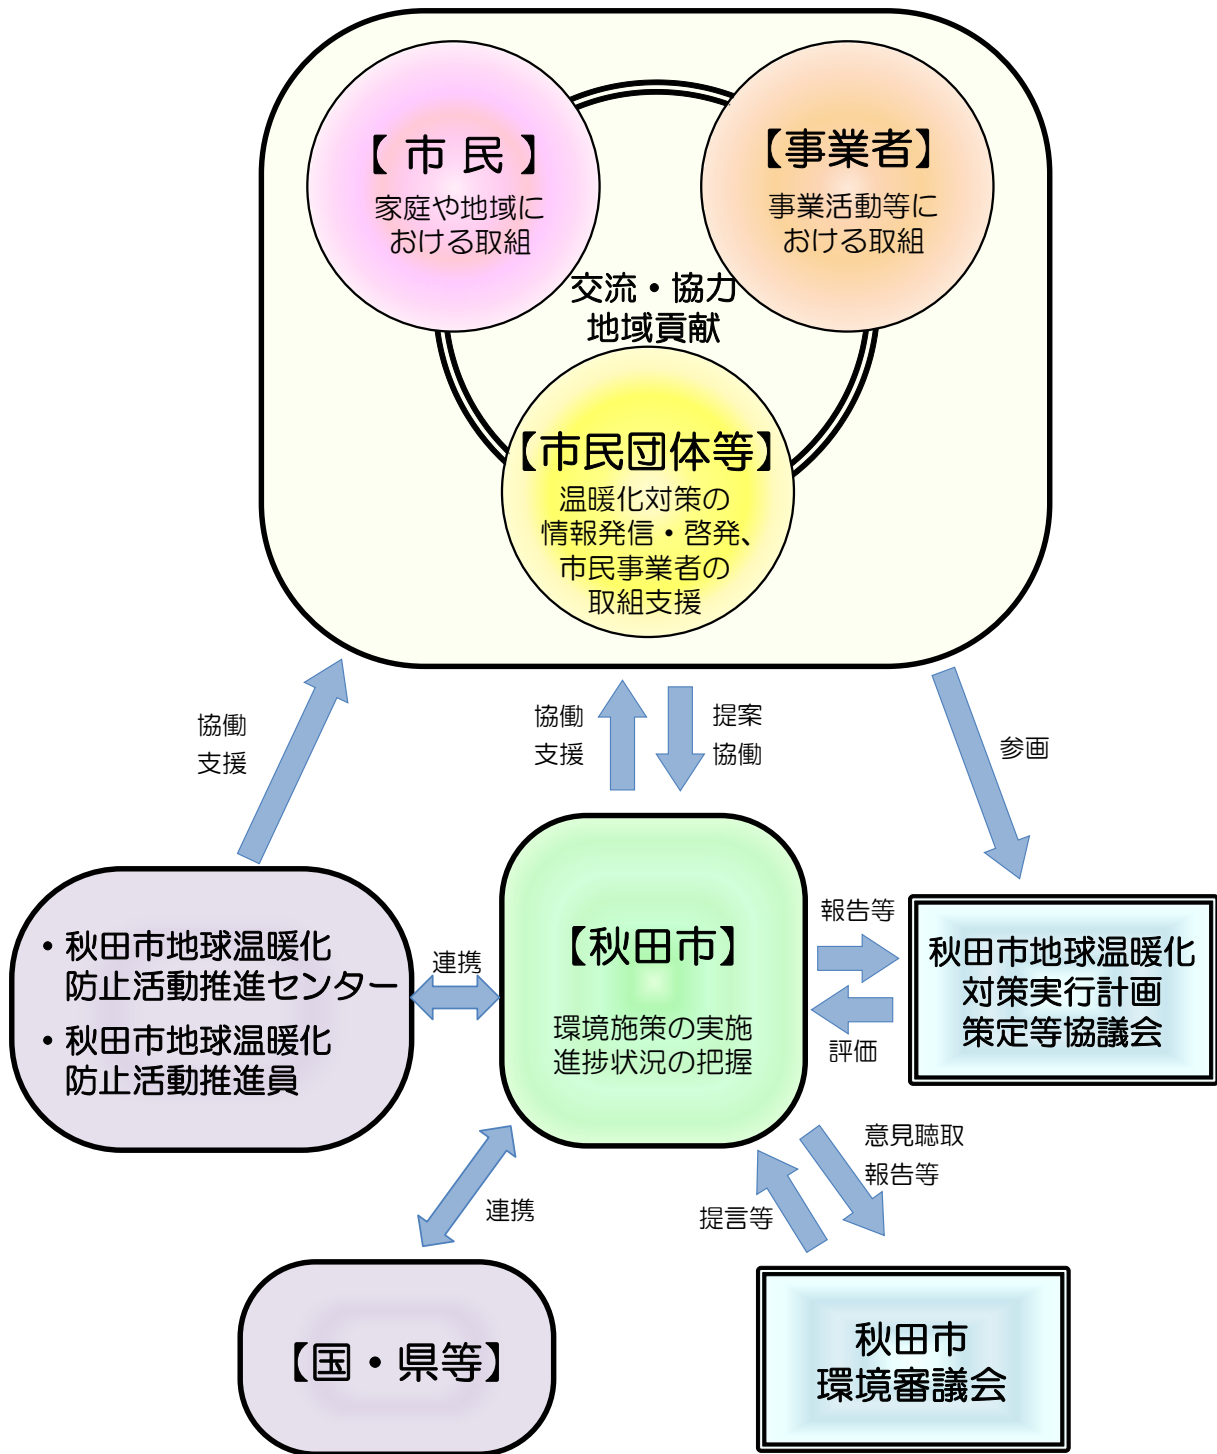 【 市 民 】
家庭や地域に
おける取組
【事業者】
事業活動等に
おける取組
交流・協力
地域貢献
【市民団体等】
温暖化対策の
情報発信・啓発、
市民事業者の
取組支援
協働
支援
協働
支援
提案
協働
参画
・秋田市地球温暖化
防止活動推進センター
・秋田市地球温暖化
防止活動推進員
連携
【秋田市】
環境施策の実施
進捗状況の把握
報告等
評価
秋田市地球温暖化
対策実行計画
策定等協議会
連携
提言等
意見聴取
報告等
【国・県等】
秋田市
環境審議会